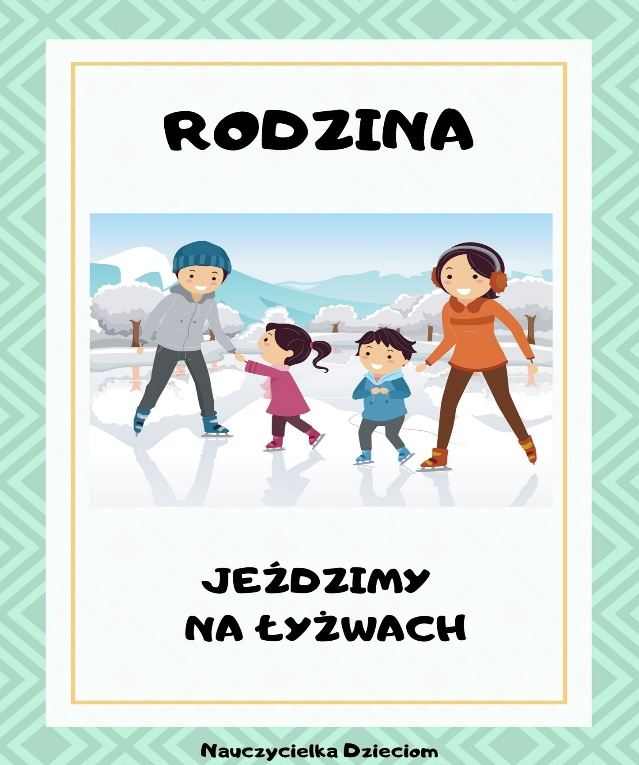 RODZINA
JEŹDZIMY
NA ŁYŻWACH
Nauczycielka Dzieciom